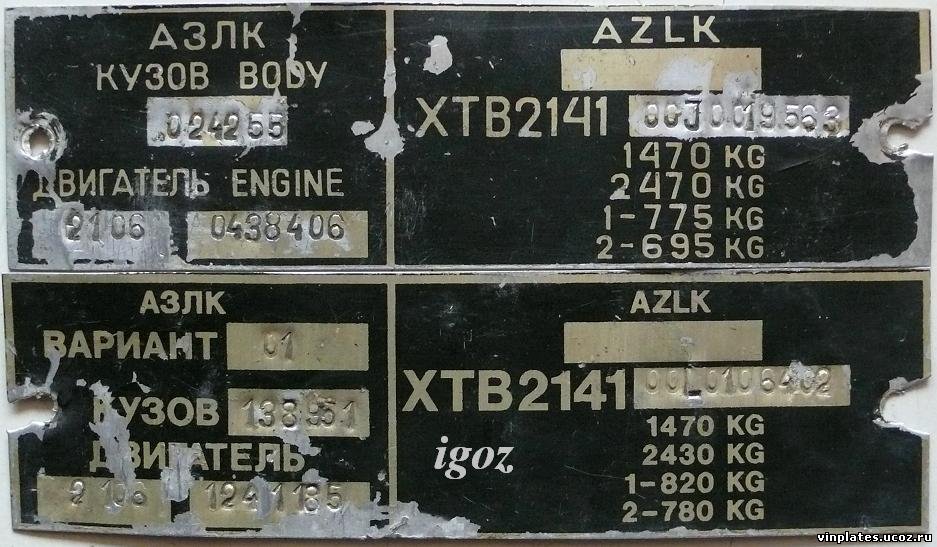 АЗЛК
КУЗОВ BODY
024255
ДВИГАТЕЛЬ ENGINE
2106 0438406
AZLK
XTB2141 00J0019563
1470 KG
2470 KG
1-775 KG
2-695 KG
АЗЛК
ВАРИАНТ 01
КУЗОВ 138951
ДВИГАТЕЛЬ
2106 1241185
AZLK
XTB2141 00L0106402
1470 KG
2430 KG
1-820 KG
2-780 KG
igoz
vinplates.ucoz.ru